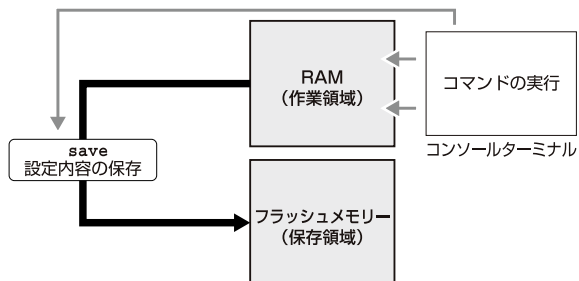 RAM
（作業領域）
コマンドの実行
コンソールターミナル
save
設定内容の保存
フラッシュメモリー
（保存領域）